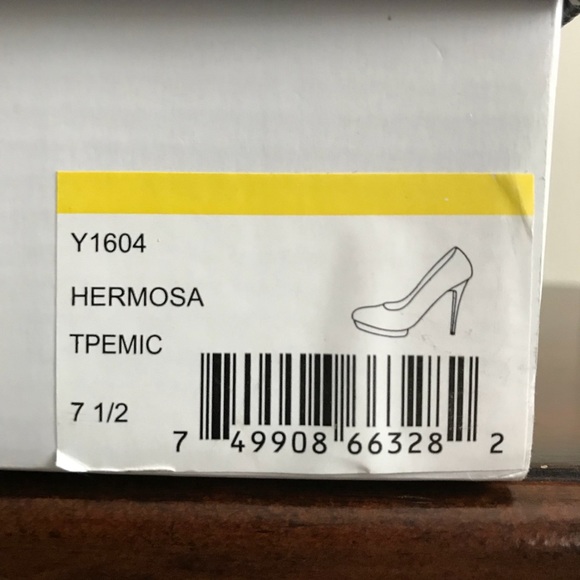 Y1604
HERMOSA
TPEMIC
7 1/2
7 49908 66328 2